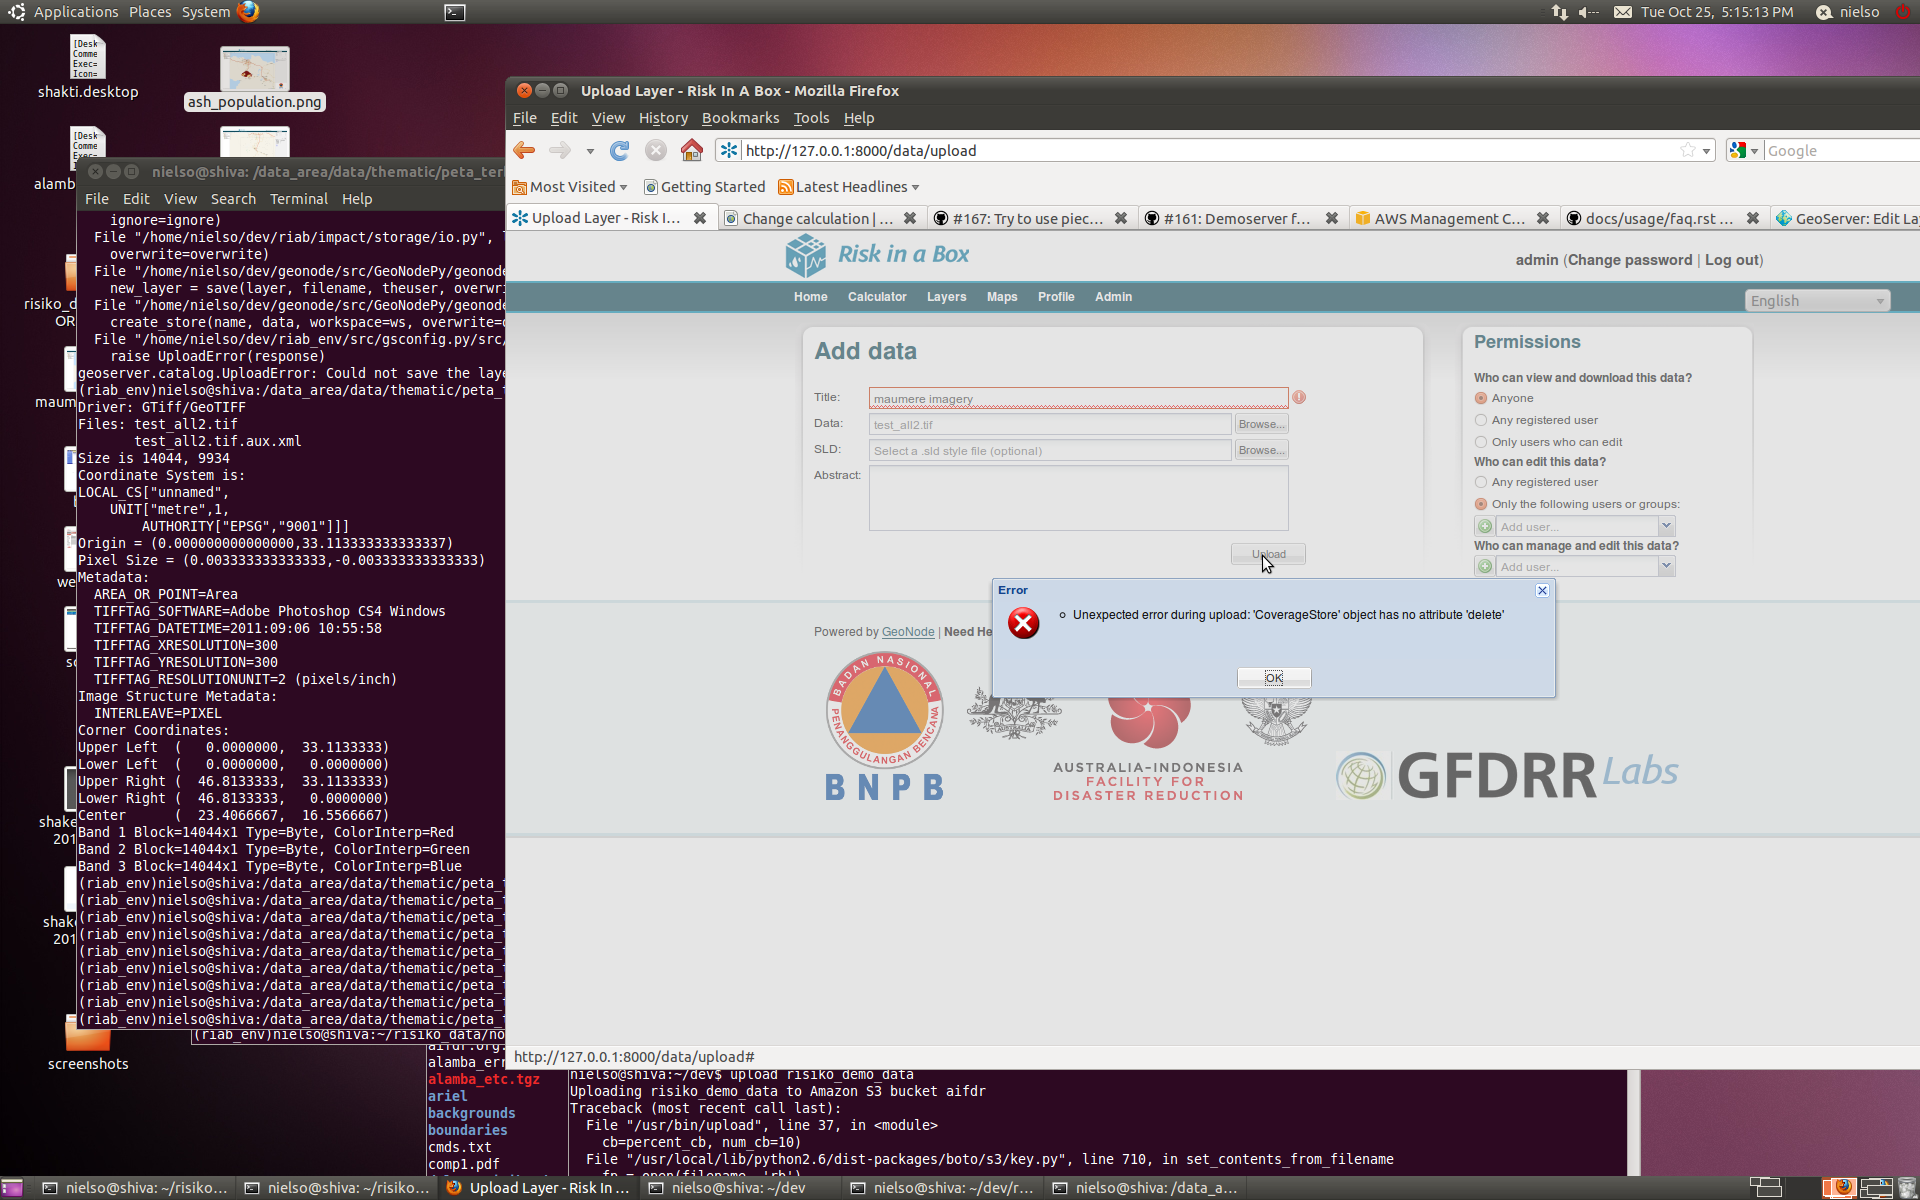 Applications Places System
Tue Oct 25, 5:15:13 PM nielso
[Desk
Comme
Exec=
Icon=
shakti.desktop
ash_population.png
[Desk
Comme
Exec=
alamb
risiko_d
OR
maum
we
sc
shake
201
shak
201
screenshots
nielso@shiva: /data_area/data/thematic/peta_ter
File Edit View Search Terminal Help
ignore=ignore)
File "/home/nielso/dev/riab/impact/storage/io.py",
overwrite=overwrite)
File "/home/nielso/dev/geonode/src/GeoNodePy/geonode
new_layer = save(layer, filename, theuser, overwri
File "/home/nielso/dev/geonode/src/GeoNodePy/geonode
create_store(name, data, workspace=ws, overwrite=o
File "/home/nielso/dev/riab_env/src/gsconfig.py/src/
raise UploadError(response)
geoserver.catalog.UploadError: Could not save the laye
(riab_env)nielso@shiva:/data_area/data/thematic/peta_
Driver: GTiff/GeoTIFF
Files: test_all2.tif
test_all2.tif.aux.xml
Size is 14044, 9934
Coordinate System is:
LOCAL_CS["unnamed",
UNIT["metre",1,
AUTHORITY["EPSG","9001"]]]
Origin = (0.000000000000000,33.113333333333337)
Pixel Size = (0.003333333333333,-0.003333333333333)
Metadata:
AREA_OR_POINT=Area
TIFFTAG_SOFTWARE=Adobe Photoshop CS4 Windows
TIFFTAG_DATETIME=2011:09:06 10:55:58
TIFFTAG_XRESOLUTION=300
TIFFTAG_YRESOLUTION=300
TIFFTAG_RESOLUTIONUNIT=2 (pixels/inch)
Image Structure Metadata:
INTERLEAVE=PIXEL
Corner Coordinates:
Upper Left ( 0.0000000, 33.1133333)
Lower Left ( 0.0000000, 0.0000000)
Upper Right ( 46.8133333, 33.1133333)
Lower Right ( 46.8133333, 0.0000000)
Center ( 23.4066667, 16.5566667)
Band 1 Block=14044x1 Type=Byte, ColorInterp=Red
Band 2 Block=14044x1 Type=Byte, ColorInterp=Green
Band 3 Block=14044x1 Type=Byte, ColorInterp=Blue
(riab_env)nielso@shiva:/data_area/data/thematic/peta_
(riab_env)nielso@shiva:/data_area/data/thematic/peta_
(riab_env)nielso@shiva:/data_area/data/thematic/peta_
(riab_env)nielso@shiva:/data_area/data/thematic/peta_
(riab_env)nielso@shiva:/data_area/data/thematic/peta_
(riab_env)nielso@shiva:/data_area/data/thematic/peta_
(riab_env)nielso@shiva:/data_area/data/thematic/peta_
(riab_env)nielso@shiva:/data_area/data/thematic/peta_
(riab_env)nielso@shiva:/data_area/data/thematic/peta_
(riab_env)nielso@shiva:~/risiko_data/no
Upload Layer - Risk In A Box - Mozilla Firefox
File Edit View History Bookmarks Tools Help
http://127.0.0.1:8000/data/upload
Google
Most Visited Getting Started Latest Headlines
Upload Layer - Risk I... Change calculation | ... #167: Try to use piec... #161: Demoserver f... AWS Management C... docs/usage/faq.rst ... GeoServer: Edit La
Risk in a Box
admin (Change password | Log out)
Home Calculator Layers Maps Profile Admin
English
Add data
Title: maumere imagery
Data: test_all2.tif Browse...
SLD: Select a .sld style file (optional) Browse...
Abstract:
Upload
Permissions
Who can view and download this data?
Anyone
Any registered user
Only users who can edit
Who can edit this data?
Any registered user
Only the following users or groups:
Add user...
Who can manage and edit this data?
Add user...
Error
Unexpected error during upload: 'CoverageStore' object has no attribute 'delete'
OK
Powered by GeoNode | Need He
BADAN NASIONAL
PENANGGULANGAN BENCANA
BNPB
AUSTRALIA-INDONESIA
FACILITY FOR
DISASTER REDUCTION
GFDRR Labs
http://127.0.0.1:8000/data/upload#
aifdr.org.
alamba_err
alamba_etc.tgz
ariel
backgrounds
boundaries
cmds.txt
comp1.pdf
nielso@shiva:~/dev$ upload risiko_demo_data
Uploading risiko_demo_data to Amazon S3 bucket aifdr
Traceback (most recent call last):
File "/usr/bin/upload", line 37, in <module>
cb=percent_cb, num_cb=10)
File "/usr/local/lib/python2.6/dist-packages/boto/s3/key.py", line 710, in set_contents_from_filename
fp = open(filename, 'rb')
nielso@shiva: ~/risiko... nielso@shiva: ~/risiko... Upload Layer - Risk In ... nielso@shiva: ~/dev nielso@shiva: ~/dev/r... nielso@shiva: /data_a...